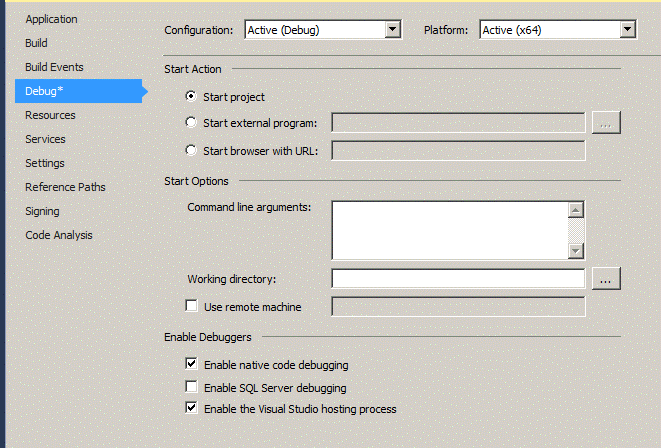 Application
Build
Build Events
Debug*
Resources
Services
Settings
Reference Paths
Signing
Code Analysis
Configuration: Active (Debug) Platform: Active (x64)
Start Action
Start project
Start external program: ...
Start browser with URL:
Start Options
Command line arguments:
Working directory: ...
Use remote machine
Enable Debuggers
Enable native code debugging
Enable SQL Server debugging
Enable the Visual Studio hosting process